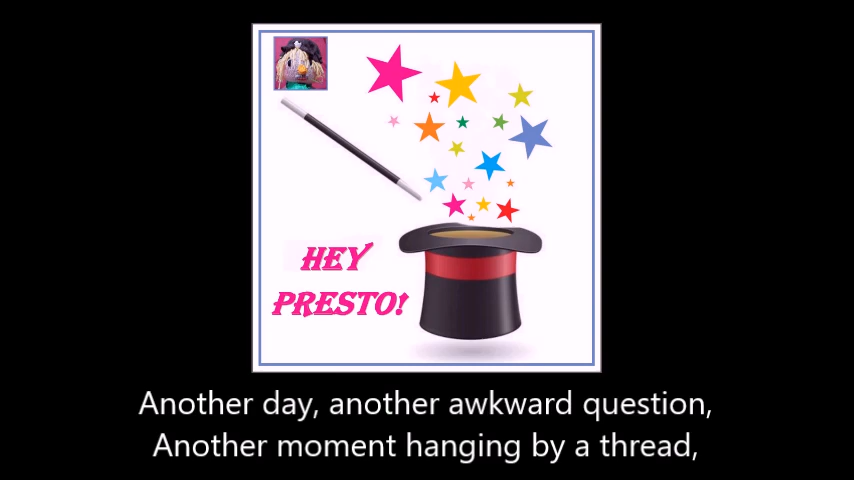 HEY
PRESTO!
Another day, another awkward question,
Another moment hanging by a thread,